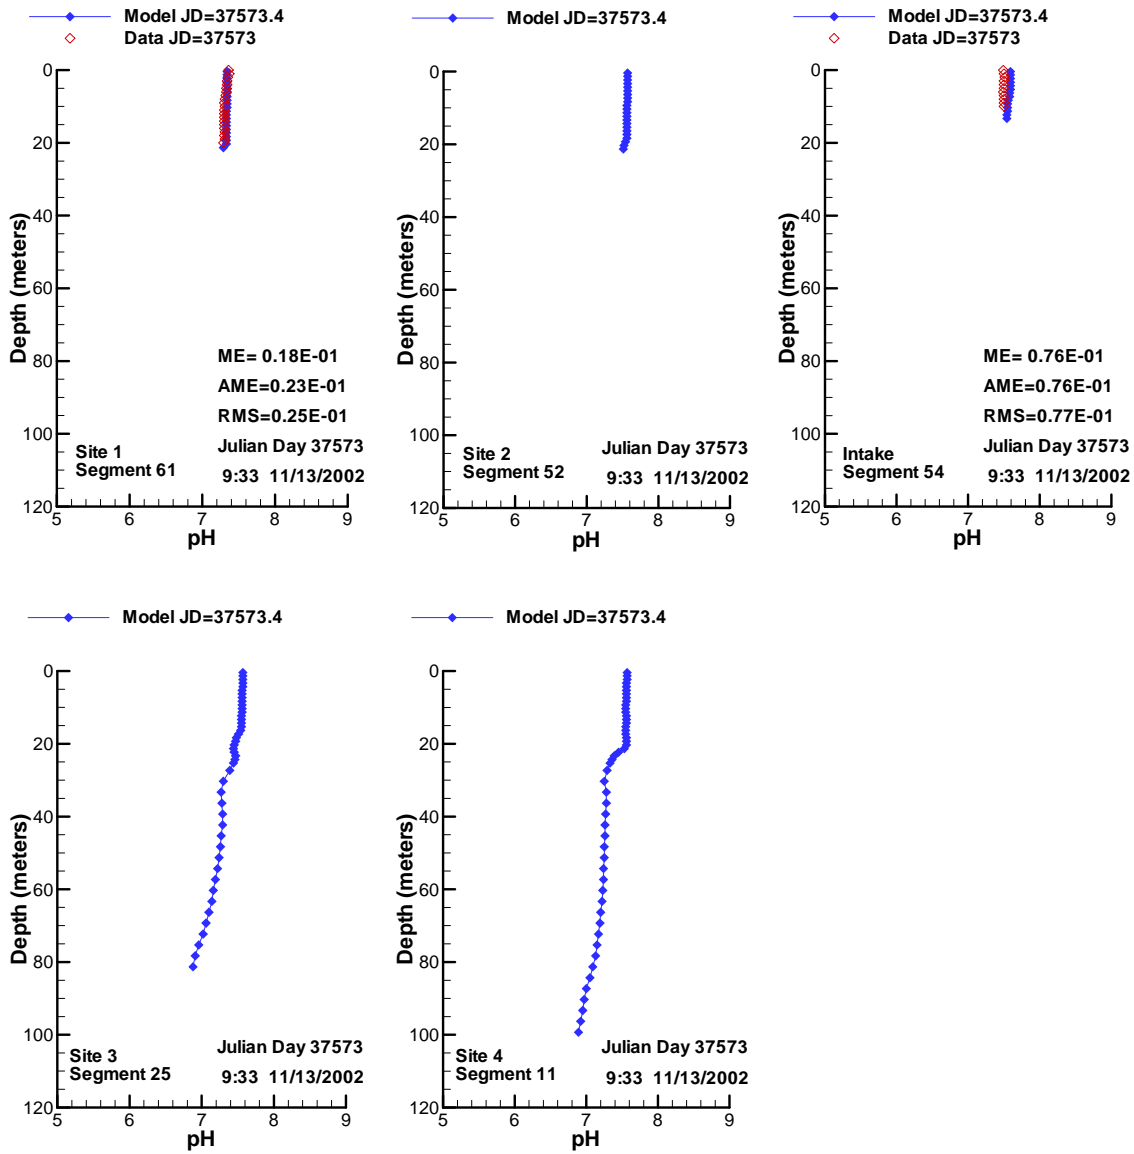 Model JD=37573.4
Data JD=37573
0
20
40
60
80
100
120
Depth (meters)
ME= 0.18E-01
AME=0.23E-01
RMS=0.25E-01
Site 1
Segment 61
Julian Day 37573
9:33 11/13/2002
5 6 7 8 9
pH
Model JD=37573.4
0
20
40
60
80
100
120
Depth (meters)
Site 2
Segment 52
Julian Day 37573
9:33 11/13/2002
5 6 7 8 9
pH
Model JD=37573.4
Data JD=37573
0
20
40
60
80
100
120
Depth (meters)
ME= 0.76E-01
AME=0.76E-01
RMS=0.77E-01
Intake
Segment 54
Julian Day 37573
9:33 11/13/2002
5 6 7 8 9
pH
Model JD=37573.4
0
20
40
60
80
100
120
Depth (meters)
Site 3
Segment 25
Julian Day 37573
9:33 11/13/2002
5 6 7 8 9
pH
Model JD=37573.4
0
20
40
60
80
100
120
Depth (meters)
Site 4
Segment 11
Julian Day 37573
9:33 11/13/2002
5 6 7 8 9
pH